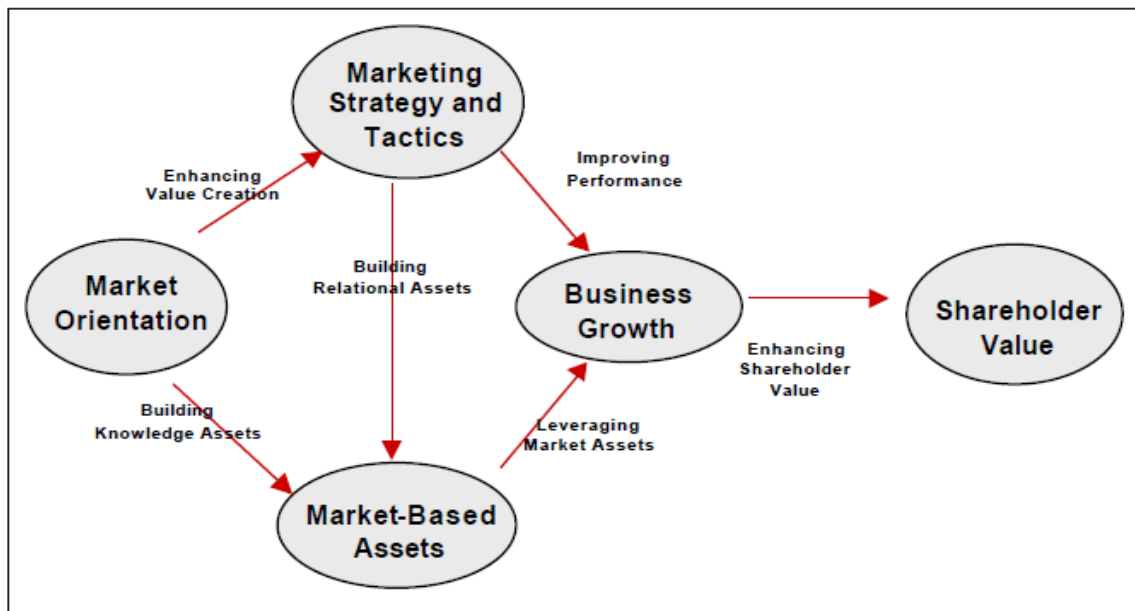 Marketing
Strategy and
Tactics
Enhancing
Value Creation
Improving
Performance
Market
Orientation
Building
Relational Assets
Business
Growth
Shareholder
Value
Enhancing
Shareholder
Value
Building
Knowledge Assets
Leveraging
Market Assets
Market-Based
Assets